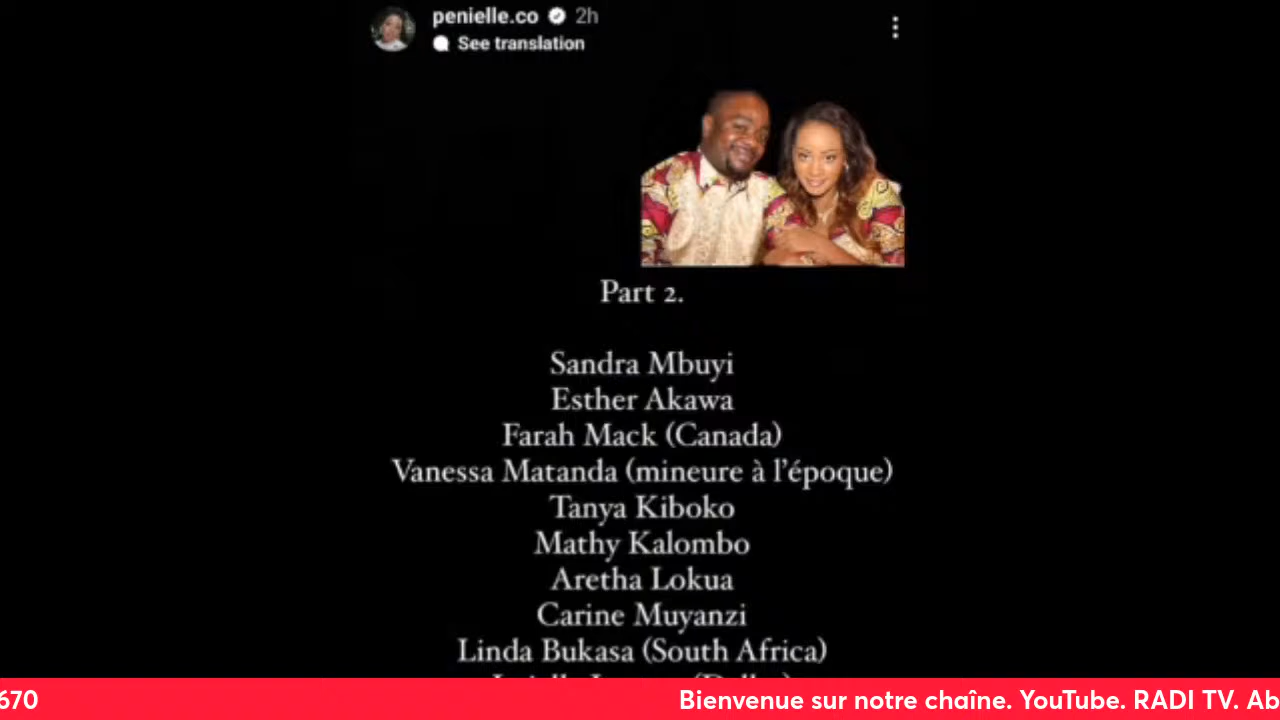 penielle.co 2h
See translation
Part 2.
Sandra Mbuyi
Esther Akawa
Farah Mack (Canada)
Vanessa Matanda (mineure à l'époque)
Tanya Kiboko
Mathy Kalombo
Aretha Lokua
Carine Muyanzi
Linda Bukasa (South Africa)
670 Bienvenue sur notre chaîne. YouTube. RADI TV. Ab